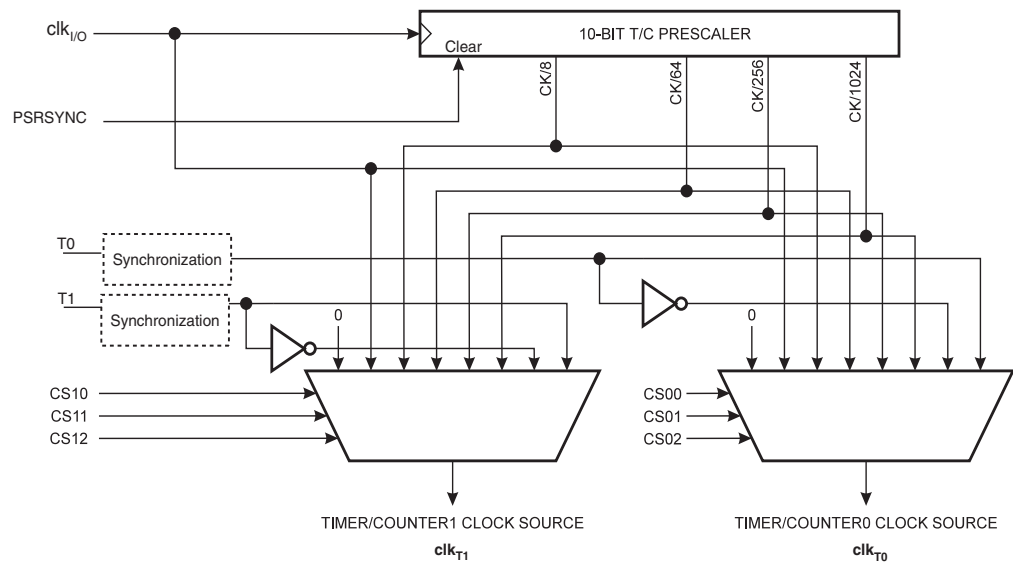 clkI/O
10-BIT T/C PRESCALER
Clear
CK/8
CK/64
CK/256
CK/1024
PSRSYNC
T0
Synchronization
T1
Synchronization
0
0
CS10
CS11
CS12
CS00
CS01
CS02
TIMER/COUNTER1 CLOCK SOURCE
clkT1
TIMER/COUNTER0 CLOCK SOURCE
clkT0